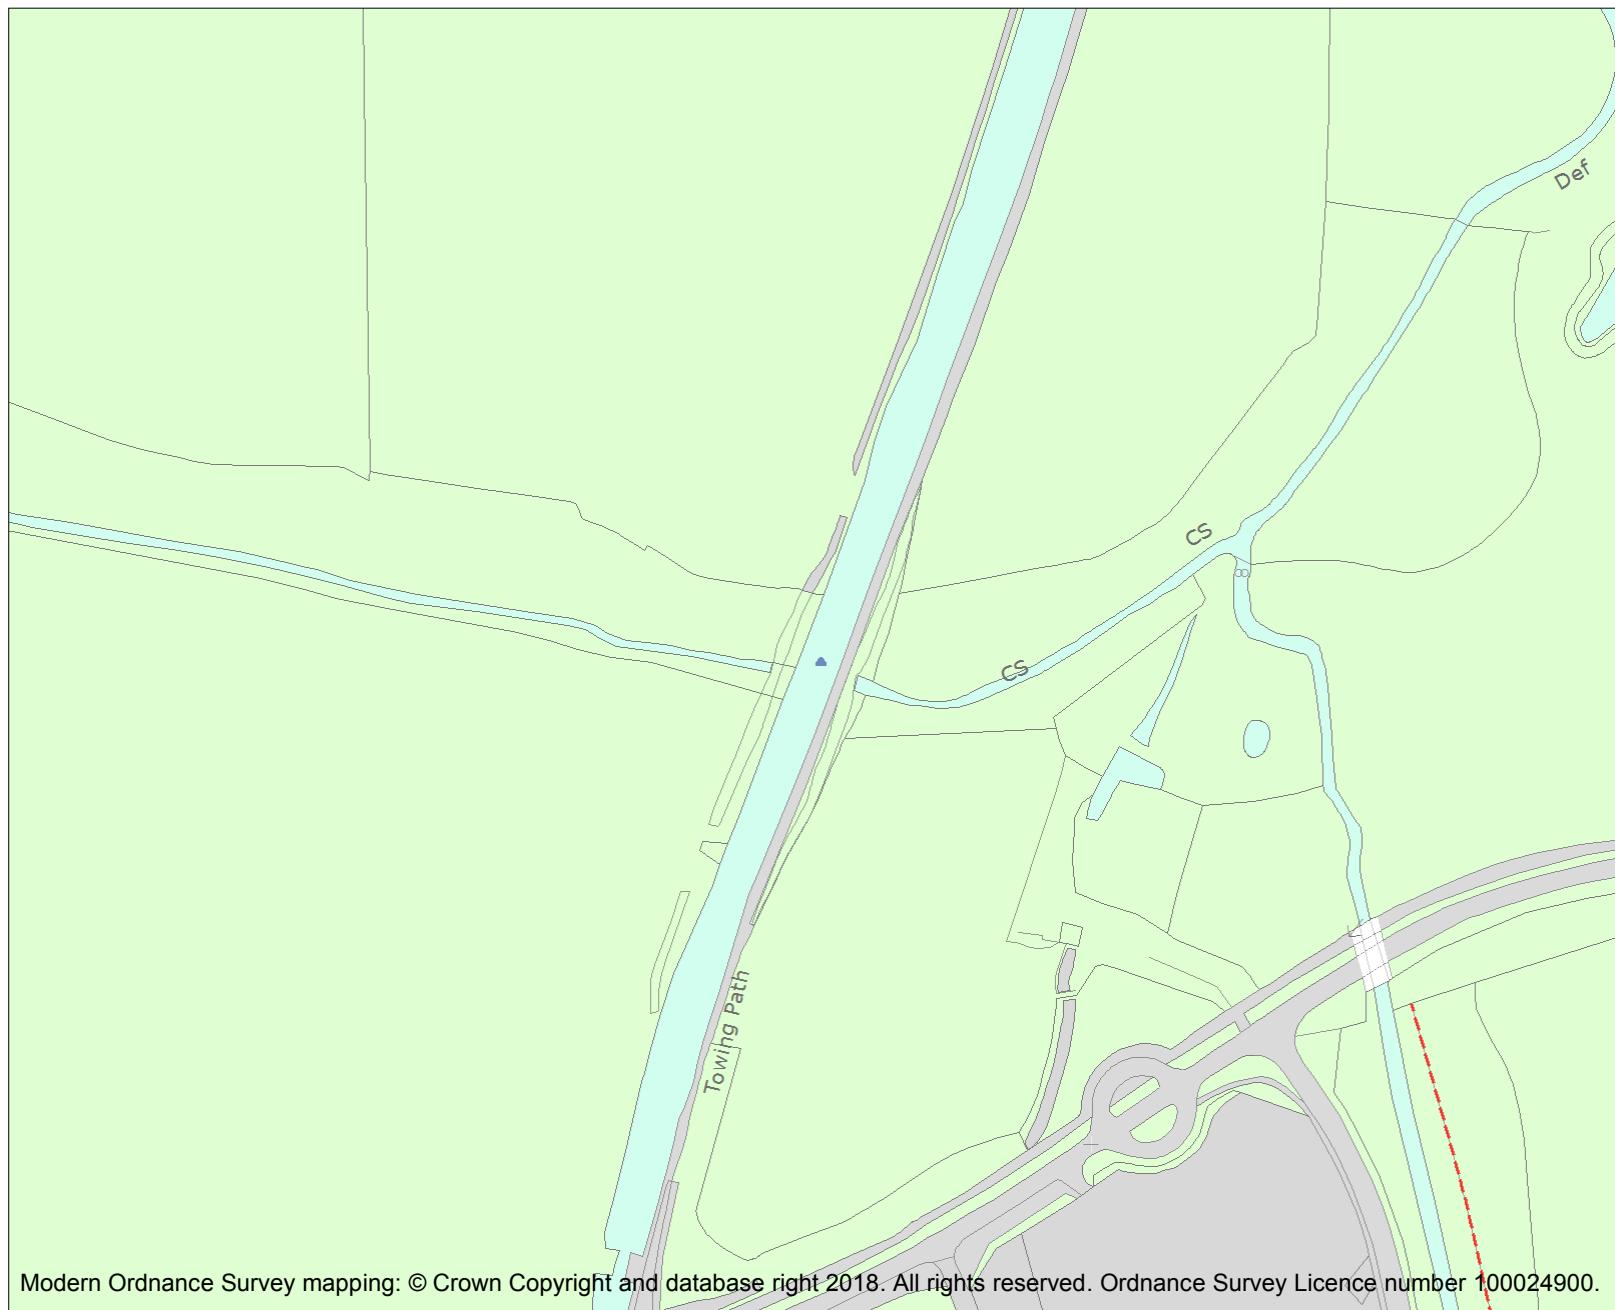 Def
CS
CS
Towing Path
Modern Ordnance Survey mapping: © Crown Copyright and database right 2018. All rights reserved. Ordnance Survey Licence number 100024900.